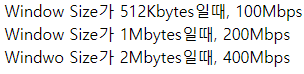 Window Size가 512Kbytes일때, 100Mbps
Window Size가 1Mbytes일때, 200Mbps
Windwo Size가 2Mbytes일때, 400Mbps